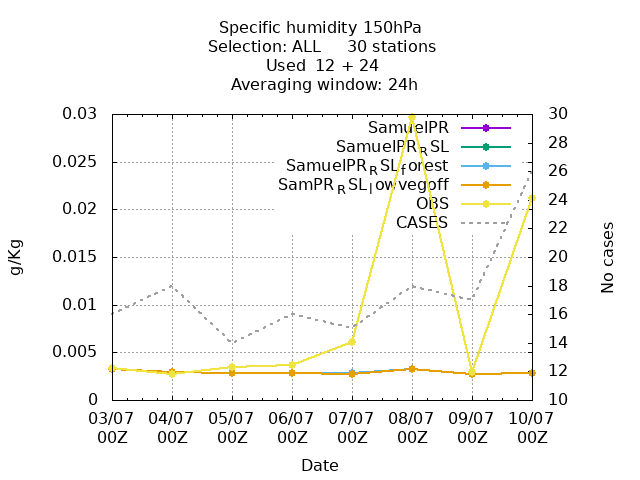 Specific humidity 150hPa
Selection: ALL 30 stations
Used 12 + 24
Averaging window: 24h
0.03 30
SamuelPR
28
SamuelPR_RSL
0.025 26
SamuelPR_RSL_forest
SamPR_RSL_lowvegoff
24
0.02 OBS
22
CASES
0.015 20
g/Kg
No cases
18
0.01
16
14
0.005
12
0 10
03/07 04/07 05/07 06/07 07/07 08/07 09/07 10/07
00Z 00Z 00Z 00Z 00Z 00Z 00Z 00Z
Date